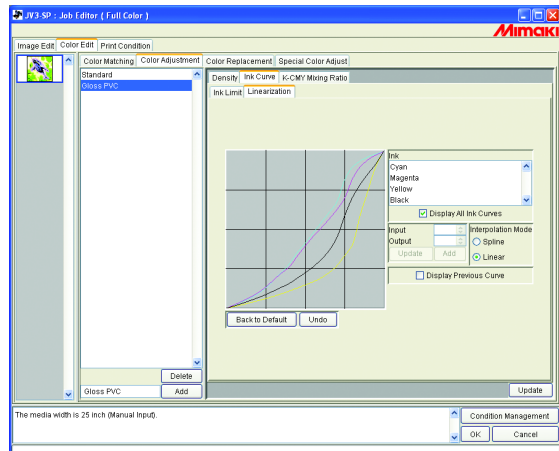 JV3-SP : Job Editor ( Full Color )
Mimaki
Image Edit Color Edit Print Condition
Color Matching Color Adjustment Color Replacement Special Color Adjust
Standard
Gloss PVC
Density Ink Curve K-CMY Mixing Ratio
Ink Limit Linearization
Ink
Cyan
Magenta
Yellow
Black
Display All Ink Curves
Input
Output
Update Add
Interpolation Mode
Spline
Linear
Display Previous Curve
Back to Default Undo
Delete
Gloss PVC Add
Update
The media width is 25 inch (Manual Input).
Condition Management
OK Cancel